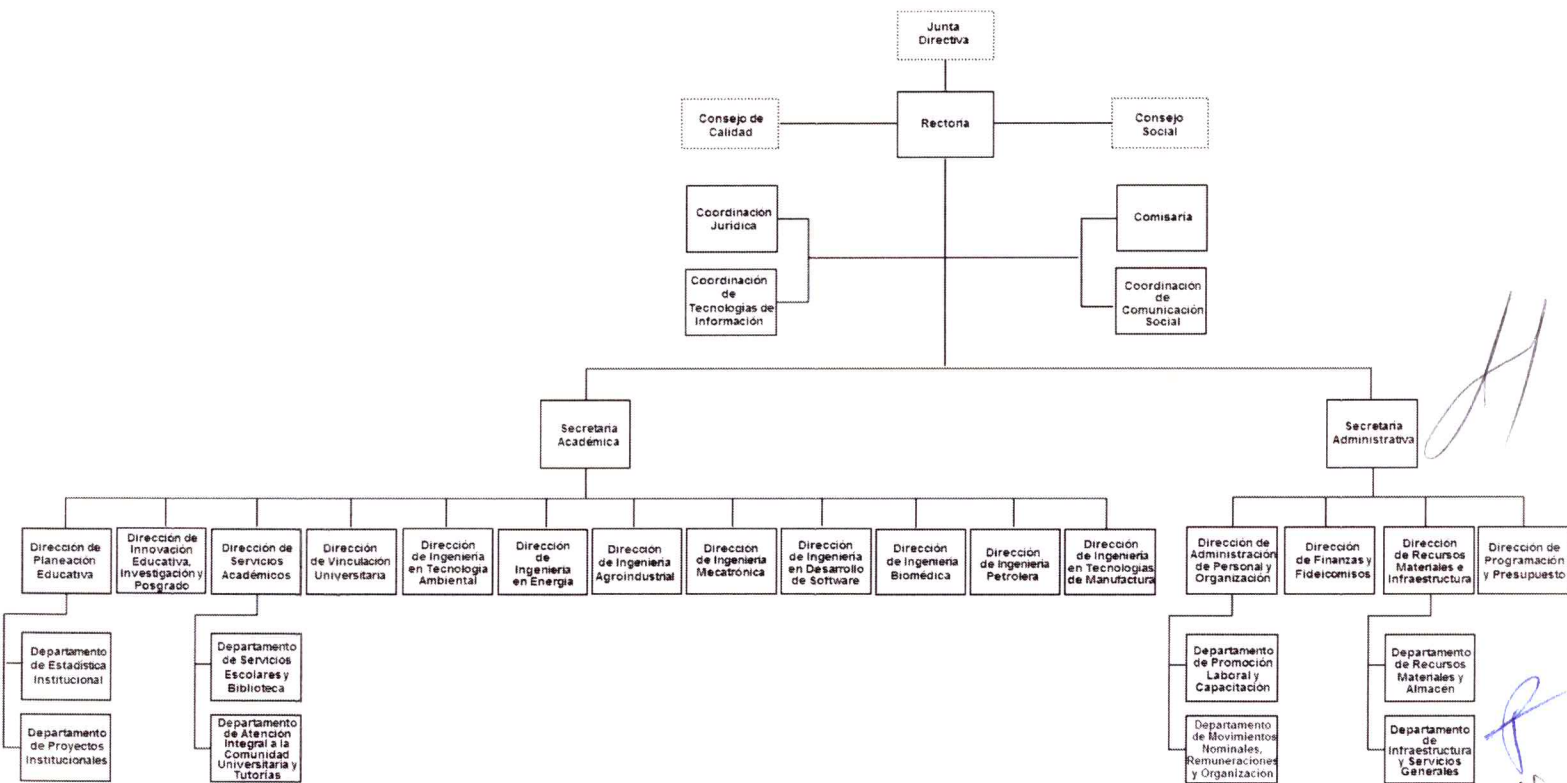 Junta
Directiva
Consejo de
Calidad
Rectoría
Consejo
Social
Coordinación
Jurídica
Comisaría
Coordinación
de
Tecnologías de
Información
Coordinación
de
Comunicación
Social
Secretaría
Académica
Secretaría
Administrativa
Dirección de
Planeación
Educativa
Dirección de
Innovación
Educativa,
Investigación y
Posgrado
Dirección de
Servicios
Académicos
Dirección
de Vinculación
Universitaria
Dirección
de Ingeniería
en Tecnología
Ambiental
Dirección
de
Ingeniería
en Energía
Dirección
de Ingeniería
Agroindustrial
Dirección
de Ingeniería
Mecatrónica
Dirección
de Ingeniería
en Desarrollo
de Software
Dirección
de Ingeniería
Biomédica
Dirección
de Ingeniería
Petrolera
Dirección
de Ingeniería
en Tecnologías
de Manufactura
Dirección de
Administración
de Personal y
Organización
Dirección
de Finanzas y
Fideicomisos
Dirección
de Recursos
Materiales e
Infraestructura
Dirección de
Programación
y Presupuesto
Departamento
de Estadística
Institucional
Departamento
de Servicios
Escolares y
Biblioteca
Departamento
de Promoción
Laboral y
Capacitación
Departamento
de Recursos
Materiales y
Almacén
Departamento
de Proyectos
Institucionales
Departamento
de Atención
Integral a la
Comunidad
Universitaria y
Tutorías
Departamento
de Movimientos
Nominales,
Remuneraciones
y Organización
Departamento
de
Infraestructura
y Servicios
Generales